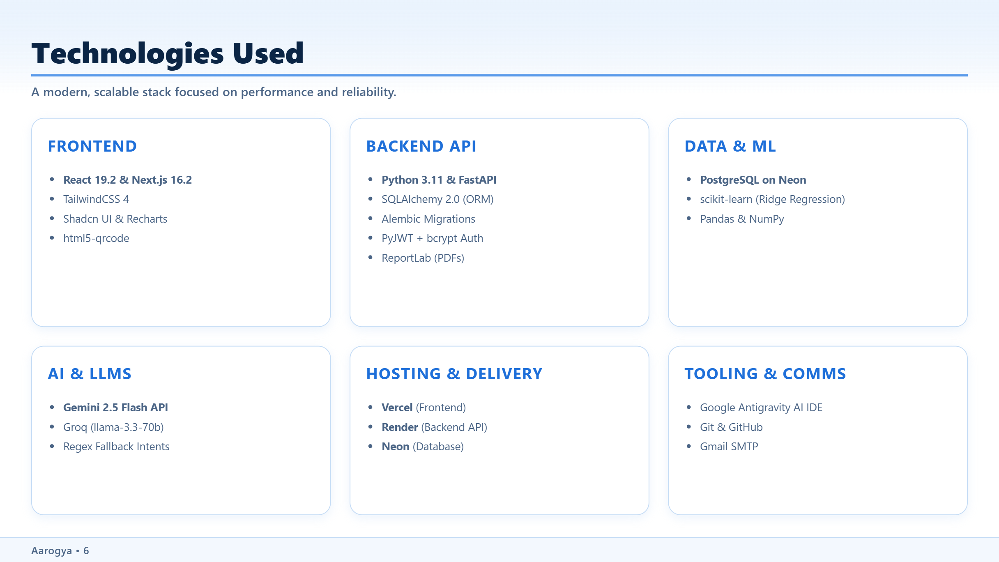 Technologies Used
A modern, scalable stack focused on performance and reliability.
FRONTEND
• React 19.2 & Next.js 16.2
• TailwindCSS 4
• Shadcn UI & Recharts
• html5-qrcode
BACKEND API
• Python 3.11 & FastAPI
• SQLAlchemy 2.0 (ORM)
• Alembic Migrations
• PyJWT + bcrypt Auth
• ReportLab (PDFs)
DATA & ML
• PostgreSQL on Neon
• scikit-learn (Ridge Regression)
• Pandas & NumPy
AI & LLMS
• Gemini 2.5 Flash API
• Groq (llama-3.3-70b)
• Regex Fallback Intents
HOSTING & DELIVERY
• Vercel (Frontend)
• Render (Backend API)
• Neon (Database)
TOOLING & COMMS
• Google Antigravity AI IDE
• Git & GitHub
• Gmail SMTP
Aarogya • 6